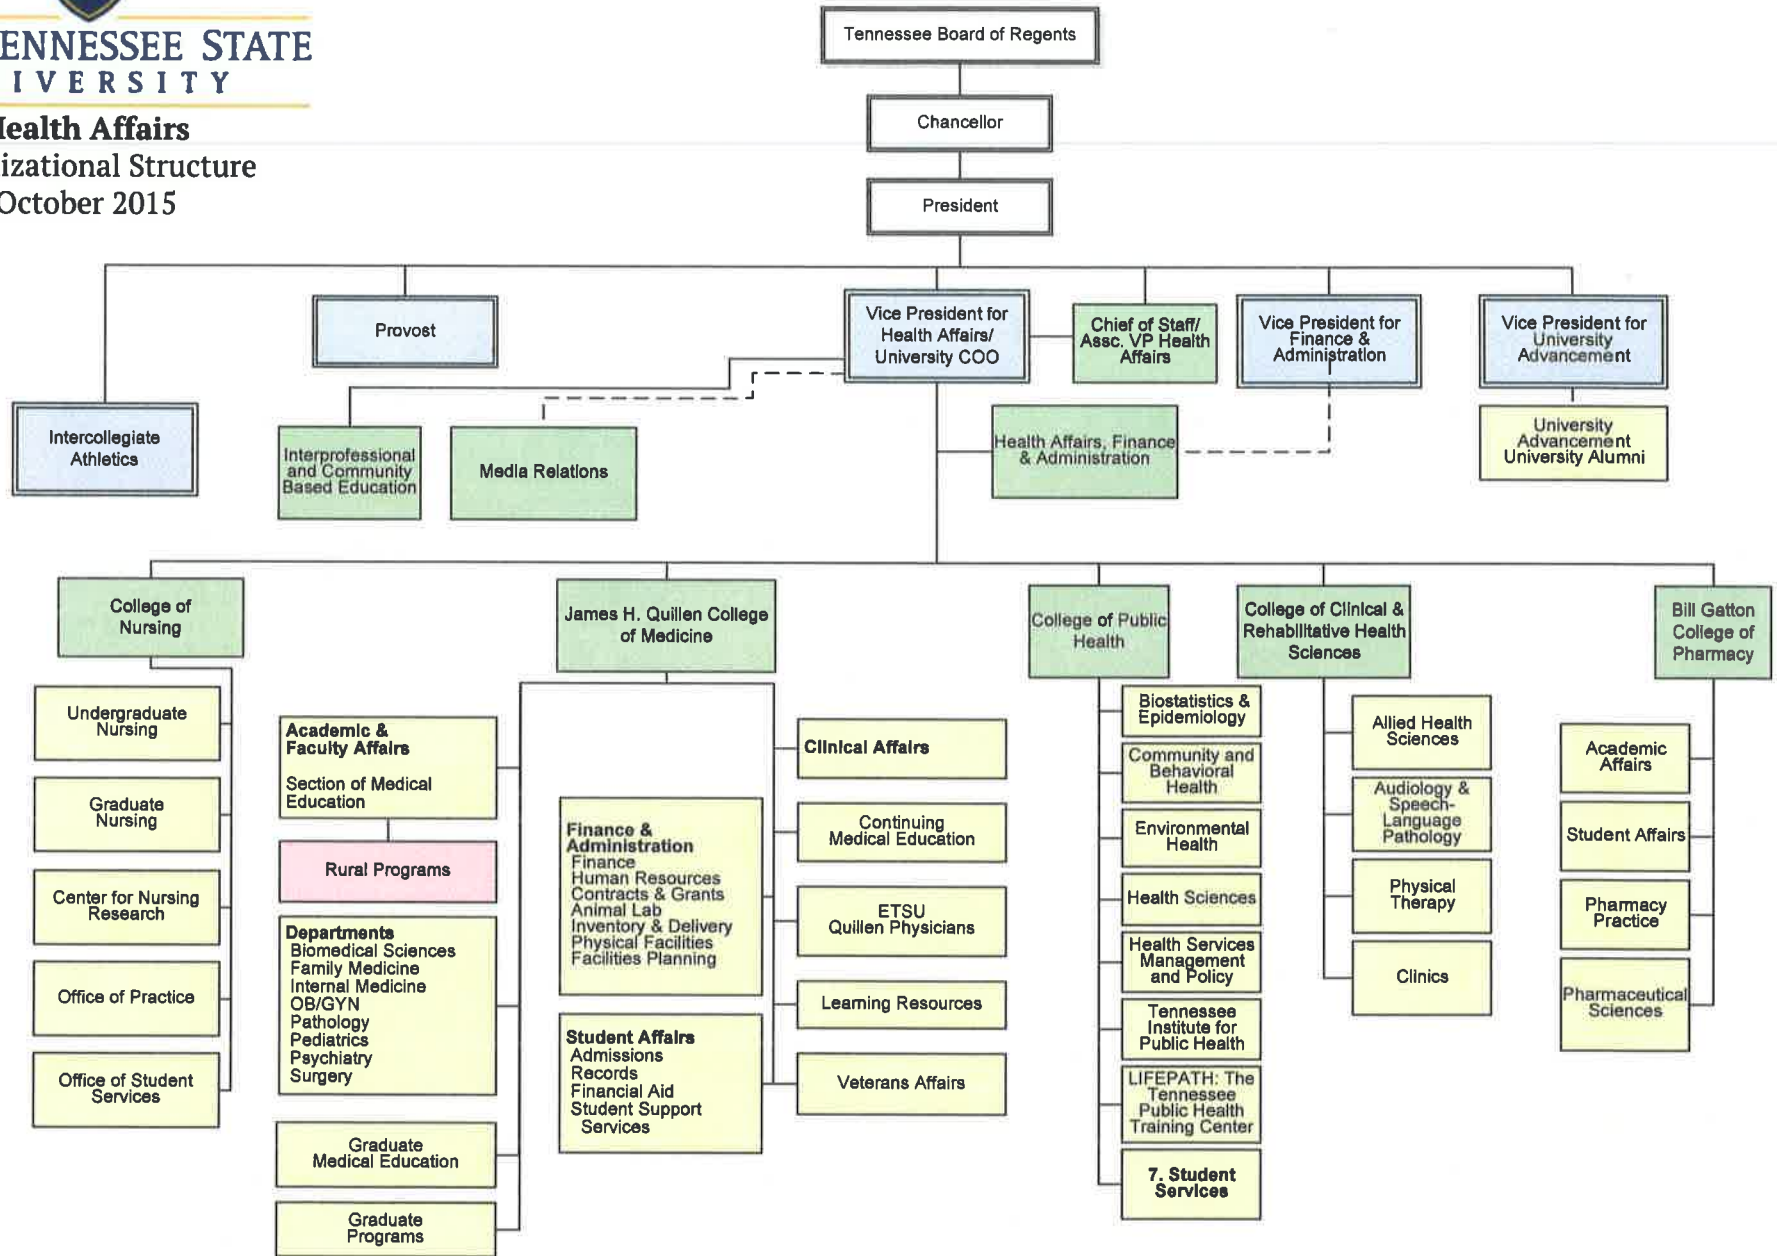 ENNESSEE STATE
IVERSITY
Health Affairs
izational Structure
October 2015
Tennessee Board of Regents
Chancellor
President
Intercollegiate
Athletics
Provost
Vice President for
Health Affairs/
University COO
Chief of Staff/
Assc. VP Health
Affairs
Vice President for
Finance &
Administration
Vice President for
University
Advancement
Interprofessional
and Community
Based Education
Media Relations
Health Affairs, Finance
& Administration
University
Advancement
University Alumni
College of
Nursing
Undergraduate
Nursing
Graduate
Nursing
Center for Nursing
Research
Office of Practice
Office of Student
Services
James H. Quillen College
of Medicine
Academic &
Faculty Affairs
Section of Medical
Education
Rural Programs
Departments
Biomedical Sciences
Family Medicine
Internal Medicine
OB/GYN
Pathology
Pediatrics
Psychiatry
Surgery
Graduate
Medical Education
Graduate
Programs
Finance &
Administration
Finance
Human Resources
Contracts & Grants
Animal Lab
Inventory & Delivery
Physical Facilities
Facilities Planning
Student Affairs
Admissions
Records
Financial Aid
Student Support
Services
Clinical Affairs
Continuing
Medical Education
ETSU
Quillen Physicians
Learning Resources
Veterans Affairs
College of Public
Health
Biostatistics &
Epidemiology
Community and
Behavioral
Health
Environmental
Health
Health Sciences
Health Services
Management
and Policy
Tennessee
Institute for
Public Health
LIFEPATH: The
Tennessee
Public Health
Training Center
7. Student
Services
College of Clinical &
Rehabilitative Health
Sciences
Allied Health
Sciences
Audiology &
Speech-
Language
Pathology
Physical
Therapy
Clinics
Bill Gatton
College of
Pharmacy
Academic
Affairs
Student Affairs
Pharmacy
Practice
Pharmaceutical
Sciences